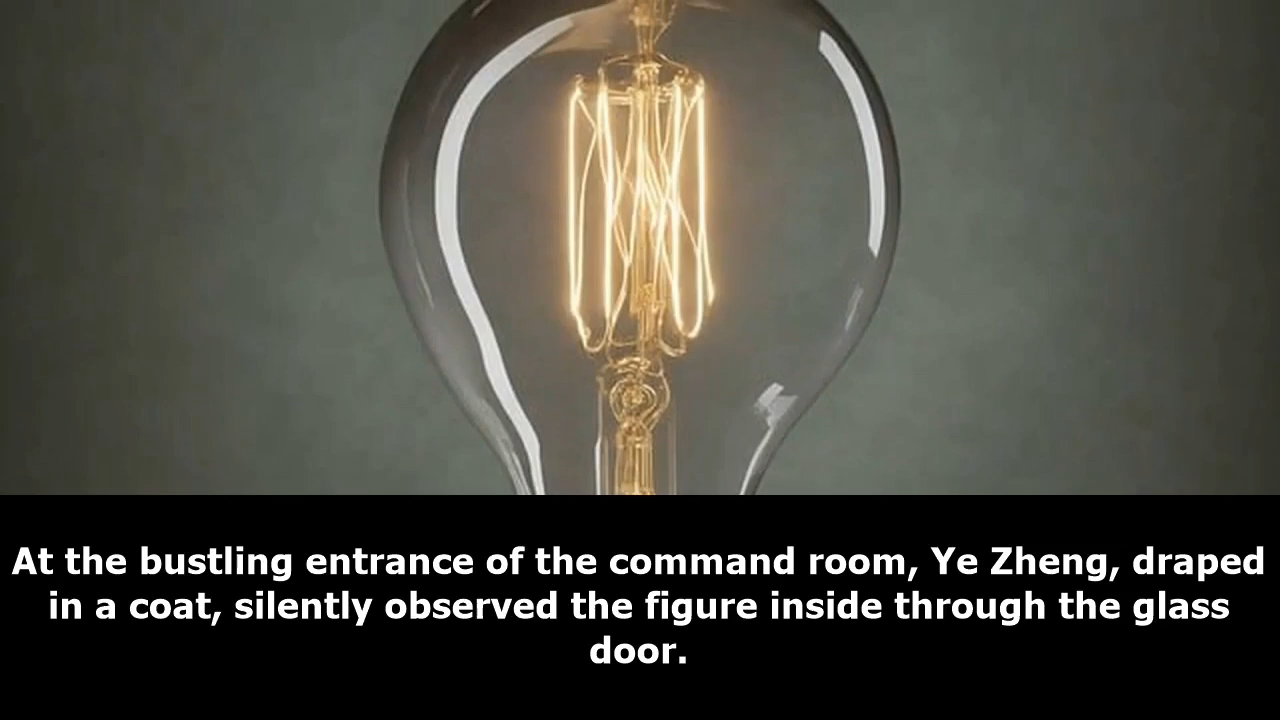 At the bustling entrance of the command room, Ye Zheng, draped
in a coat, silently observed the figure inside through the glass
door.